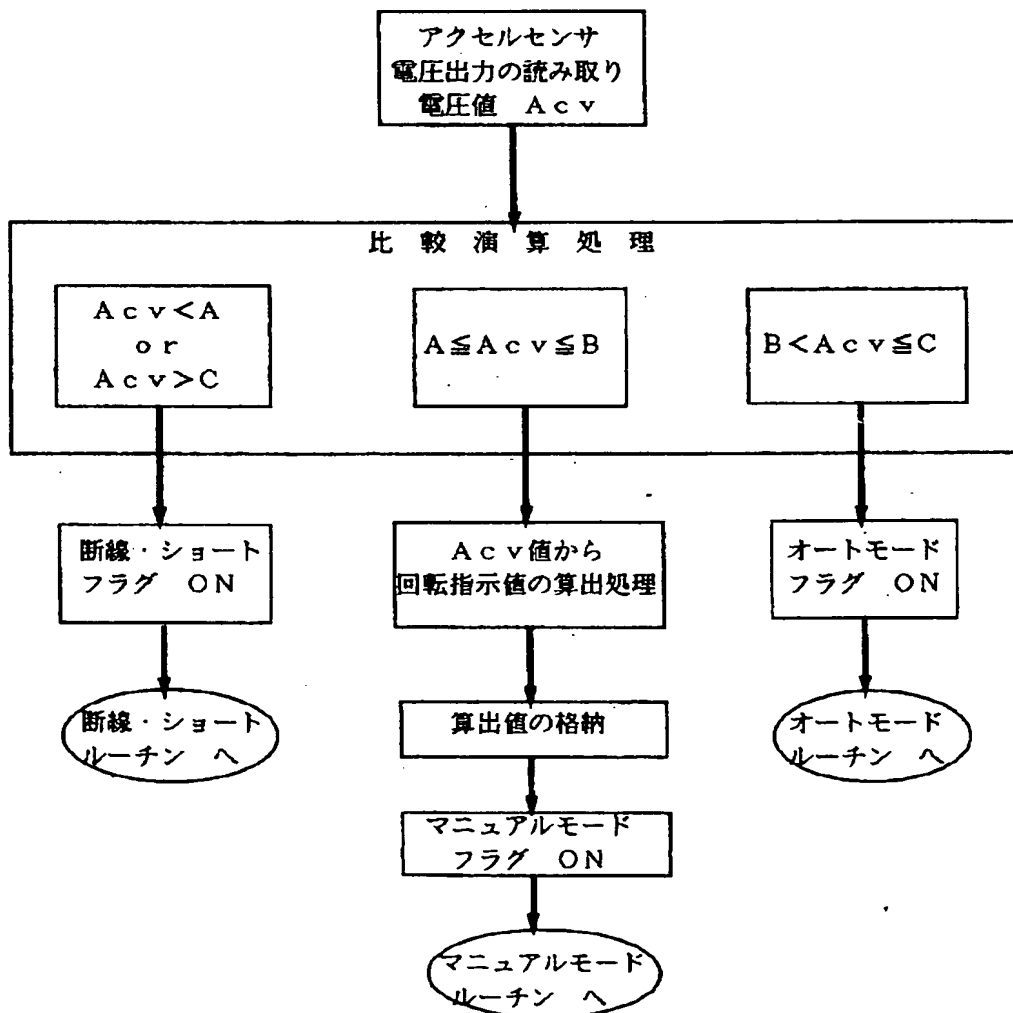 アクセルセンサ
電圧出力の読み取り
電圧値 Acv
比較演算処理
Acv<A
or
Acv>C
A≦Acv≦B
B<Acv≦C
断線・ショート
フラグ ON
Acv値から
回転指示値の算出処理
オートモード
フラグ ON
断線・ショート
ルーチン へ
算出値の格納
オートモード
ルーチン へ
マニュアルモード
フラグ ON
マニュアルモード
ルーチン へ